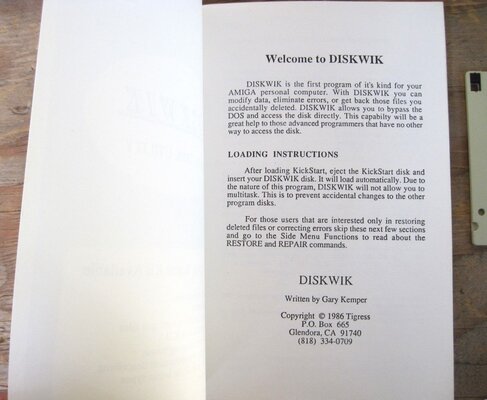 Welcome to DISKWIK
DISKWIK is the first program of it's kind for your
AMIGA personal computer. With DISKWIK you can
modify data, eliminate errors, or get back those files you
accidentally deleted. DISKWIK allows you to bypass the
DOS and access the disk directly. This capabilty will be a
great help to those advanced programmers that have no other
way to access the disk.
LOADING INSTRUCTIONS
After loading KickStart, eject the KickStart disk and
insert your DISKWIK disk. It will load automatically. Due to
the nature of this program, DISKWIK will not allow you to
multitask. This is to prevent accidental changes to the other
program disks.
For those users that are interested only in restoring
deleted files or correcting errors skip these next few sections
and go to the Side Menu Functions to read about the
RESTORE and REPAIR commands.
DISKWIK
Written by Gary Kemper
Copyright © 1986 Tigress
P.O. Box 665
Glendora, CA 91740
(818) 334-0709